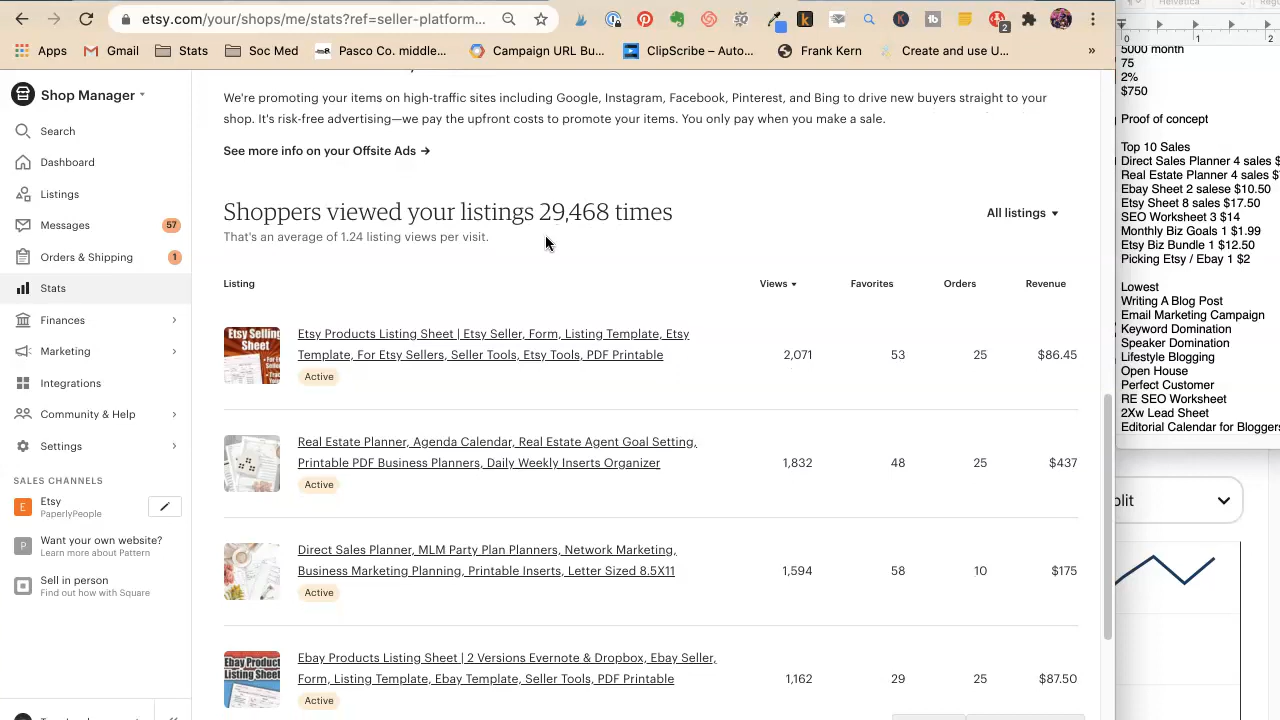 etsy.com/your/shops/me/stats?ref=seller-platform...
2
Apps
Gmail
Stats
Soc Med
Pasco Co. middle...
Campaign URL Bu...
ClipScribe – Auto...
Frank Kern
Create and use U...
»
Shop Manager
Search
Dashboard
Listings
Messages 57
Orders & Shipping 1
Stats
Finances
Marketing
Integrations
Community & Help
Settings
SALES CHANNELS
E Etsy
PaperlyPeople
P Want your own website?
Learn more about Pattern
Sell in person
Find out how with Square
We're promoting your items on high-traffic sites including Google, Instagram, Facebook, Pinterest, and Bing to drive new buyers straight to your
shop. It's risk-free advertising—we pay the upfront costs to promote your items. You only pay when you make a sale.
See more info on your Offsite Ads →
Shoppers viewed your listings 29,468 times
All listings
That's an average of 1.24 listing views per visit.
Listing Views Favorites Orders Revenue
Etsy Selling
Sheet
Etsy Products Listing Sheet | Etsy Seller, Form, Listing Template, Etsy
Template, For Etsy Sellers, Seller Tools, Etsy Tools, PDF Printable
2,071 53 25 $86.45
Active
Real Estate Planner, Agenda Calendar, Real Estate Agent Goal Setting,
Printable PDF Business Planners, Daily Weekly Inserts Organizer
1,832 48 25 $437
Active
Direct Sales Planner, MLM Party Plan Planners, Network Marketing,
Business Marketing Planning, Printable Inserts, Letter Sized 8.5X11
1,594 58 10 $175
Active
Ebay Product
Listing Sheet
Ebay Products Listing Sheet | 2 Versions Evernote & Dropbox, Ebay Seller,
Form, Listing Template, Ebay Template, Seller Tools, PDF Printable
1,162 29 25 $87.50
Active
Helvetica
0 1 2
5000 month
75
2%
$750
Proof of concept
Top 10 Sales
Direct Sales Planner 4 sales $
Real Estate Planner 4 sales $
Ebay Sheet 2 salese $10.50
Etsy Sheet 8 sales $17.50
SEO Worksheet 3 $14
Monthly Biz Goals 1 $1.99
Etsy Biz Bundle 1 $12.50
Picking Etsy / Ebay 1 $2
Lowest
Writing A Blog Post
Email Marketing Campaign
Keyword Domination
Speaker Domination
Lifestyle Blogging
Open House
Perfect Customer
RE SEO Worksheet
2Xw Lead Sheet
Editorial Calendar for Bloggers
plit